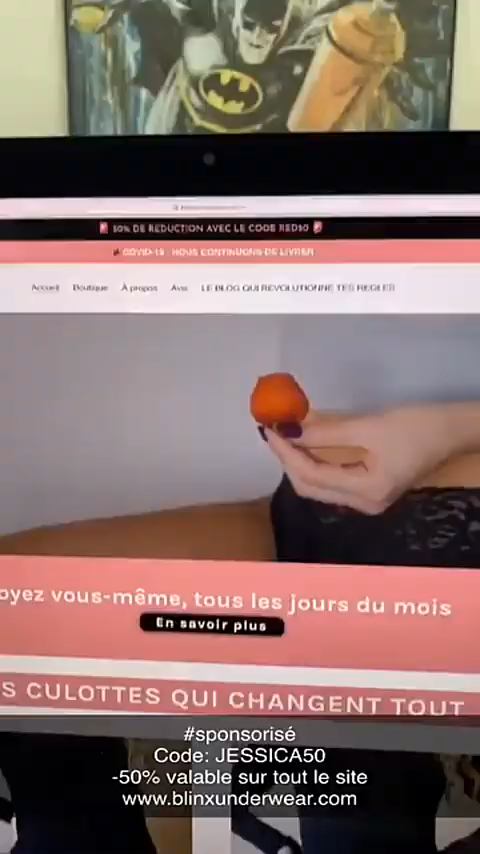 50% DE REDUCTION AVEC LE CODE RED50
COVID-19 : NOUS CONTINUONS DE LIVRER
Accueil Boutique À propos Avis LE BLOG QUI REVOLUTIONNE TES REGLES
oyez vous-même, tous les jours du mois
En savoir plus
S CULOTTES QUI CHANGENT TOUT
#sponsorisé
Code: JESSICA50
-50% valable sur tout le site
www.blinxunderwear.com